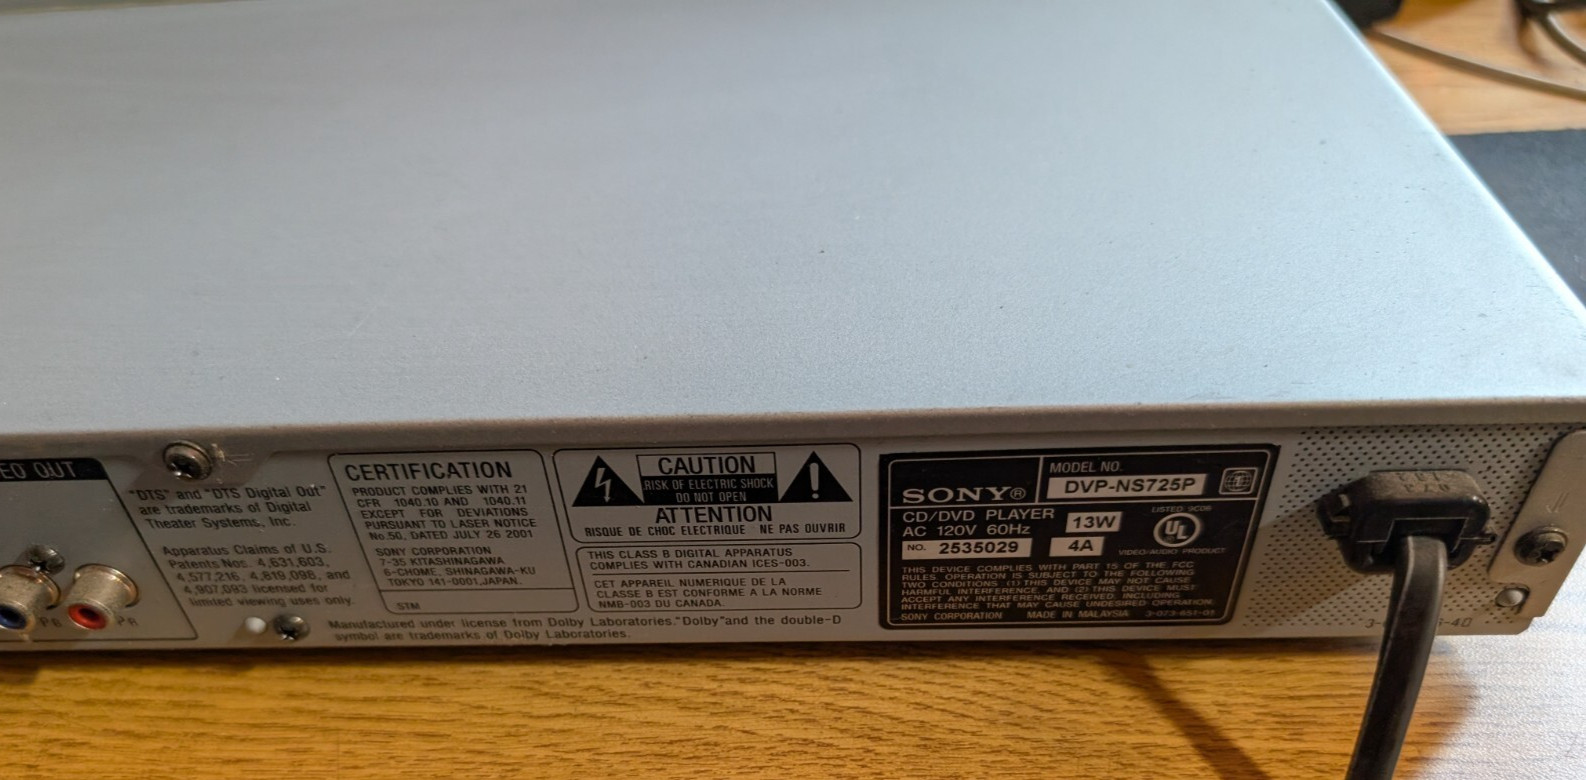 EO OUT
PB
PR
"DTS" and "DTS Digital Out"
are trademarks of Digital
Theater Systems, Inc.
Apparatus Claims of U.S.
Patents Nos. 4,631,603,
4,577,216, 4,819,098, and
4,907,093 licensed for
limited viewing uses only.
CERTIFICATION
PRODUCT COMPLIES WITH 21
CFR 1040.10 AND 1040.11
EXCEPT FOR DEVIATIONS
PURSUANT TO LASER NOTICE
No.50, DATED JULY 26 2001
SONY CORPORATION
7-35 KITASHINAGAWA
6-CHOME, SHINAGAWA-KU
TOKYO 141-0001,JAPAN.
STM
CAUTION
RISK OF ELECTRIC SHOCK
DO NOT OPEN
ATTENTION
RISQUE DE CHOC ELECTRIQUE NE PAS OUVRIR
THIS CLASS B DIGITAL APPARATUS
COMPLIES WITH CANADIAN ICES-003.
CET APPAREIL NUMERIQUE DE LA
CLASSE B EST CONFORME A LA NORME
NMB-003 DU CANADA.
Manufactured under license from Dolby Laboratories."Dolby"and the double-D
symbol are trademarks of Dolby Laboratories.
SONY®
MODEL NO.
DVP-NS725P
CD/DVD PLAYER
AC 120V 60Hz
13W
NO. 2535029
4A
LISTED 9C06
UL
VIDEO/AUDIO PRODUCT
THIS DEVICE COMPLIES WITH PART 15 OF THE FCC
RULES. OPERATION IS SUBJECT TO THE FOLLOWING
TWO CONDITIONS: (1) THIS DEVICE MAY NOT CAUSE
HARMFUL INTERFERENCE, AND (2) THIS DEVICE MUST
ACCEPT ANY INTERFERENCE RECEIVED, INCLUDING
INTERFERENCE THAT MAY CAUSE UNDESIRED OPERATION.
SONY CORPORATION MADE IN MALAYSIA 3-073-651-01